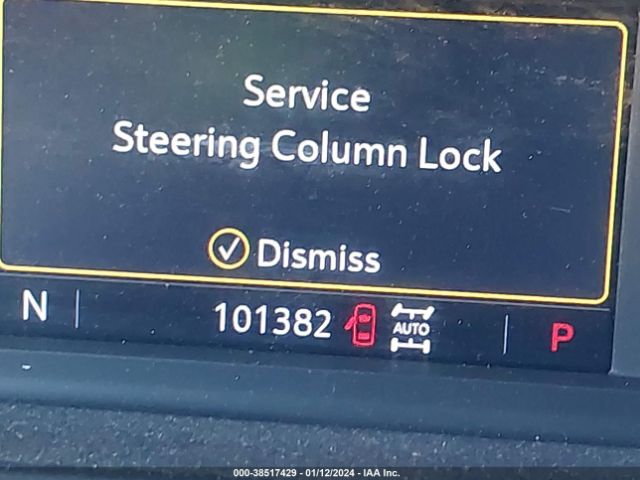 Service
Steering Column Lock
Dismiss
N 101382 AUTO P
000-38517429 - 01/12/2024 - IAA Inc.